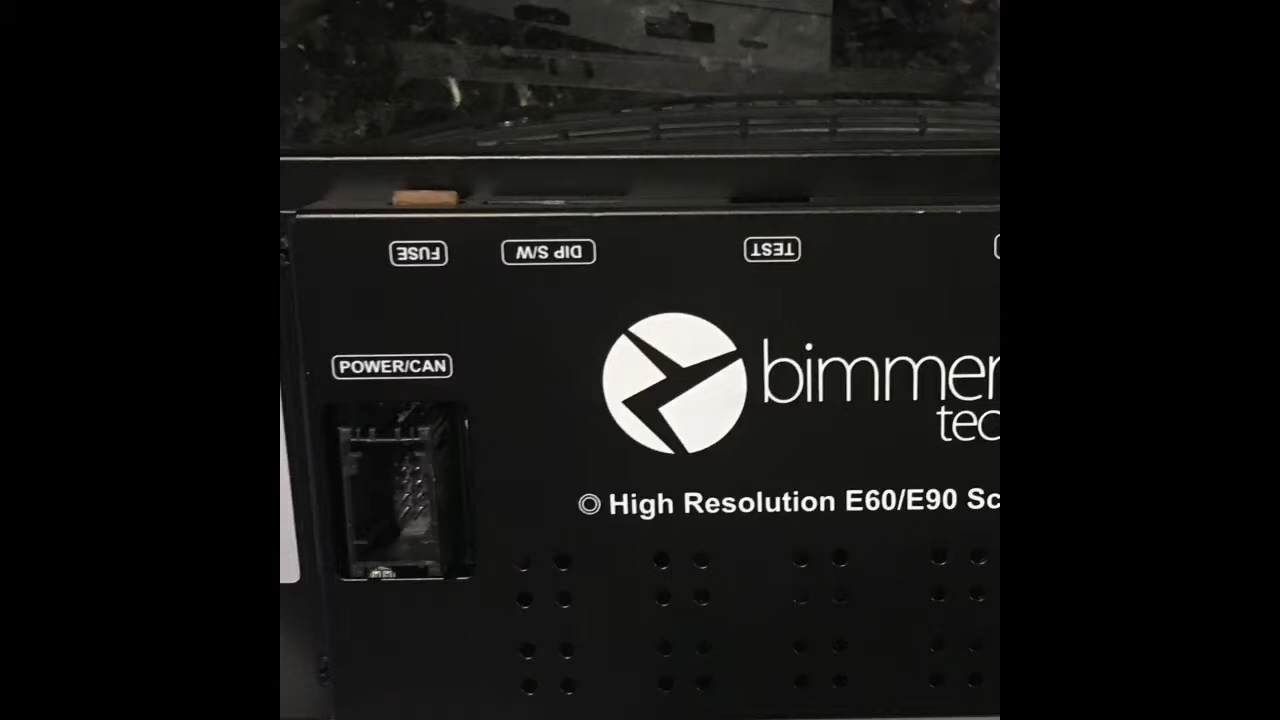 FUSE
DIP S/W
TEST
POWER/CAN
bimmer
tec
High Resolution E60/E90 Sc